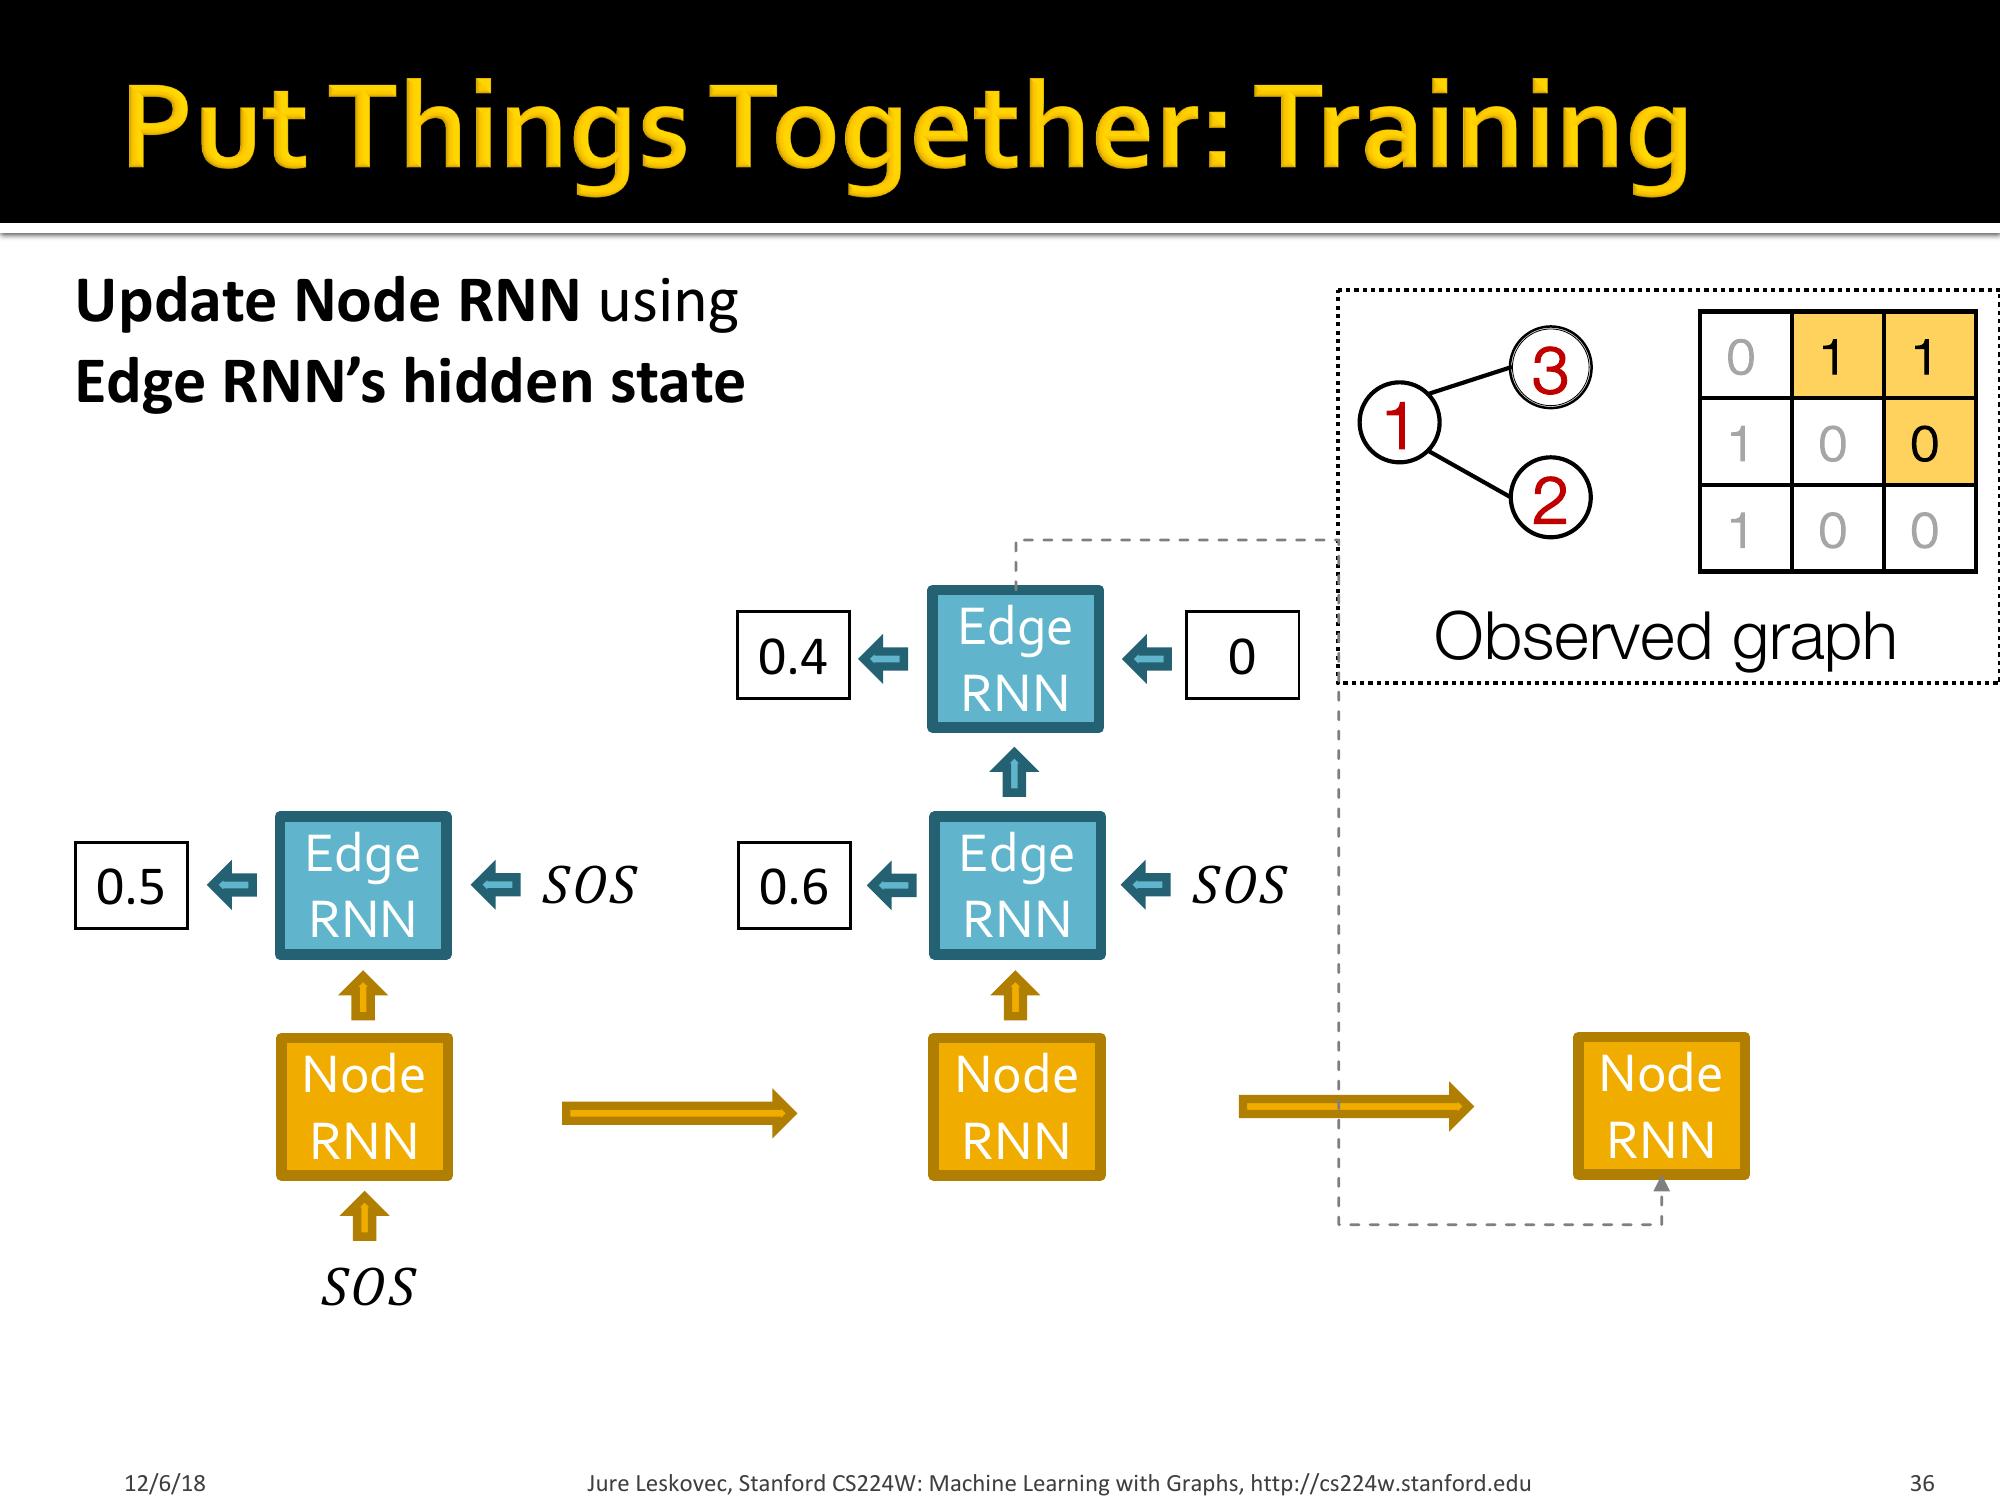 Put Things Together: Training
Update Node RNN using
Edge RNN’s hidden state
3
1
2
0 1 1
1 0 0
1 0 0
Observed graph
0.4
Edge
RNN
0
0.5
Edge
RNN
SOS
0.6
Edge
RNN
SOS
Node
RNN
Node
RNN
Node
RNN
SOS
12/6/18
Jure Leskovec, Stanford CS224W: Machine Learning with Graphs, http://cs224w.stanford.edu
36